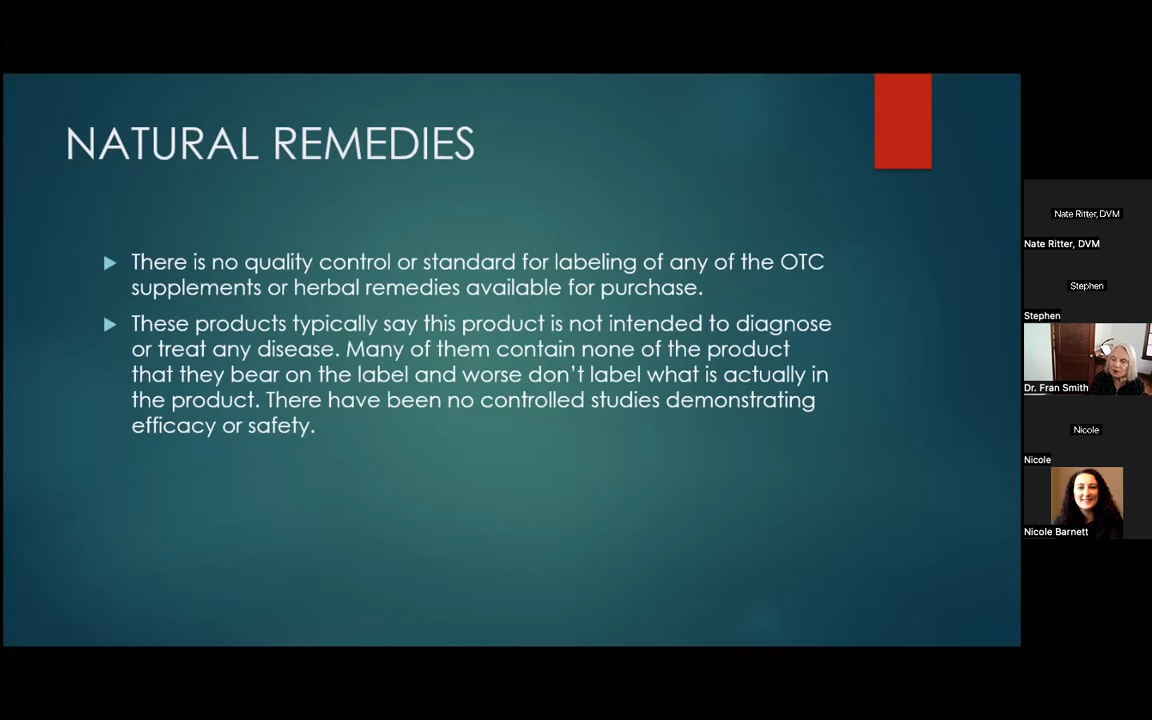 NATURAL REMEDIES
There is no quality control or standard for labeling of any of the OTC
supplements or herbal remedies available for purchase.
These products typically say this product is not intended to diagnose
or treat any disease. Many of them contain none of the product
that they bear on the label and worse don't label what is actually in
the product. There have been no controlled studies demonstrating
efficacy or safety.
Nate Ritter, DVM
Nate Ritter, DVM
Stephen
Stephen
Dr. Fran Smith
Nicole
Nicole
Nicole Barnett